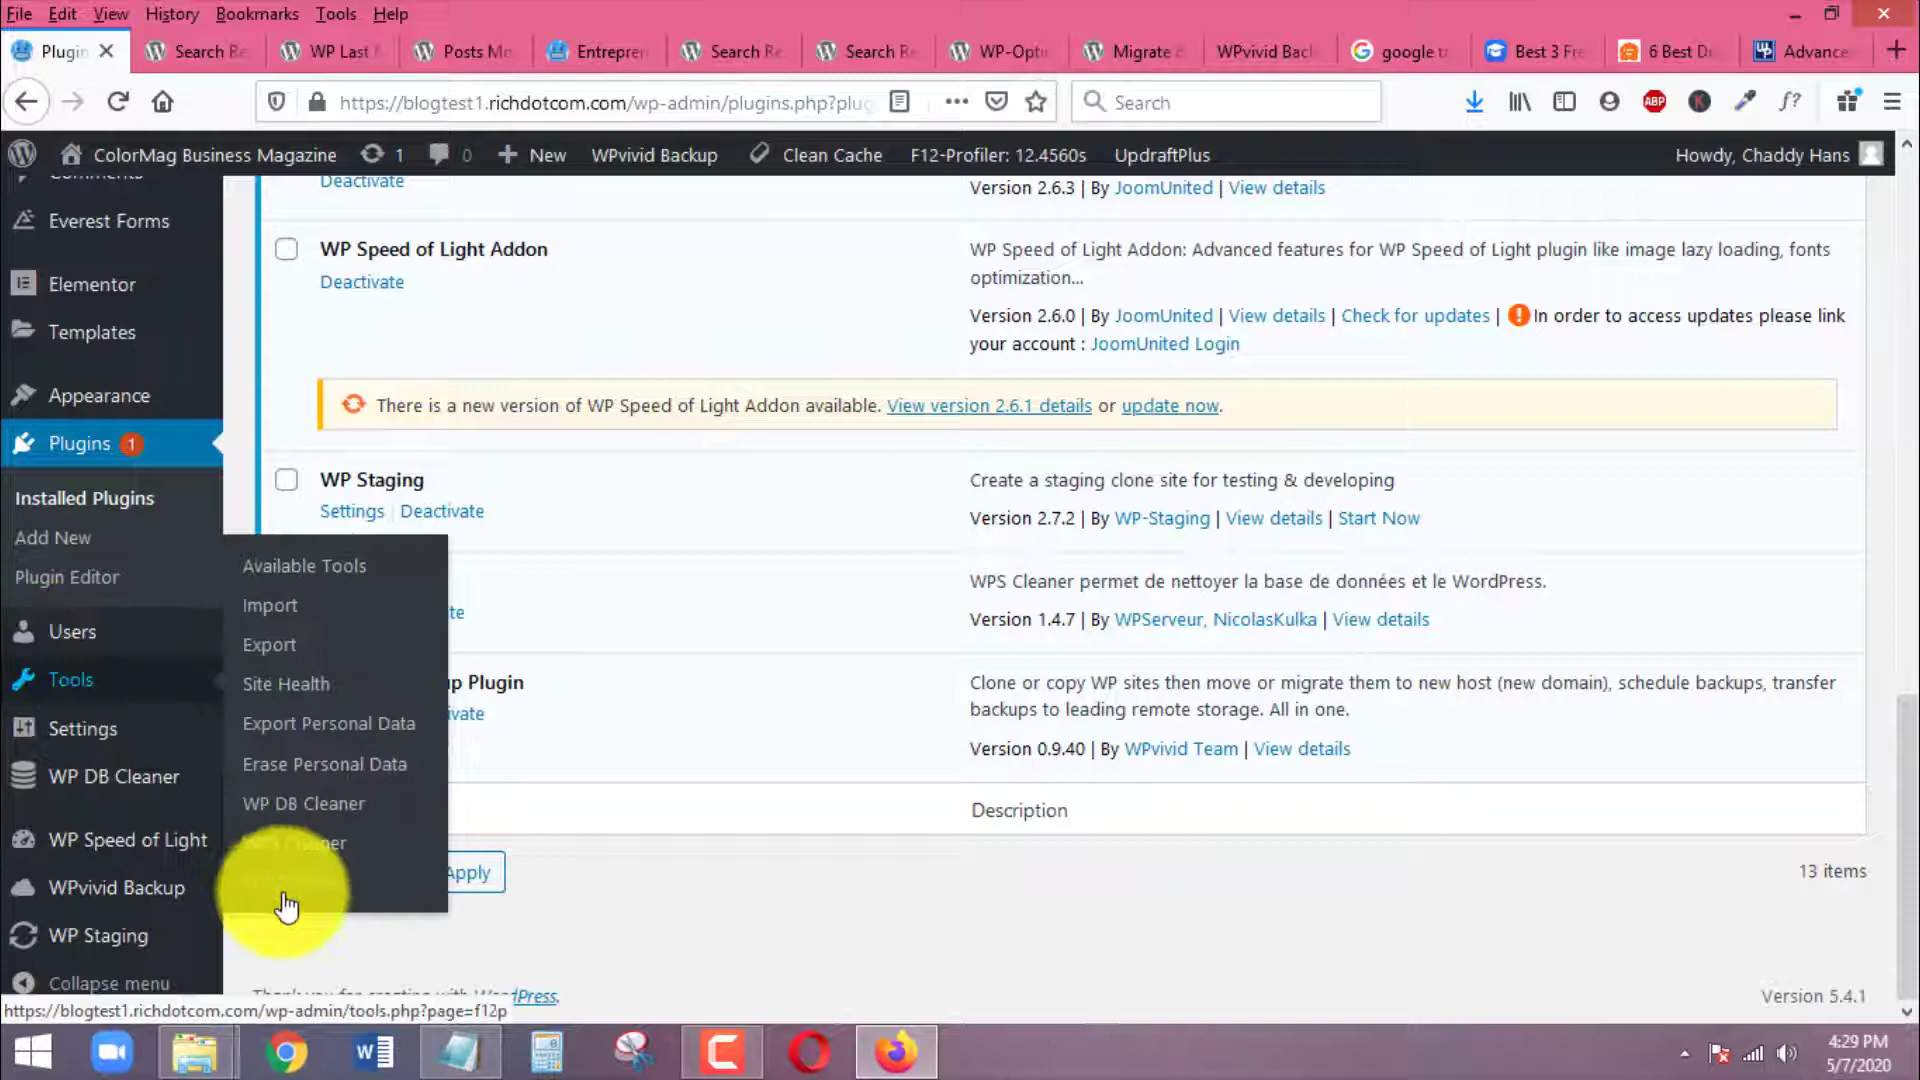 File Edit View History Bookmarks Tools Help
Plugin Search Re WP Last Posts Mo Entrepren Search Re Search Re WP-Opti Migrate & WPvivid Back google t Best 3 Fre 6 Best D Advance
https://blogtest1.richdotcom.com/wp-admin/plugins.php?plug Search
ColorMag Business Magazine 1 0 New WPvivid Backup Clean Cache F12-Profiler: 12.4560s UpdraftPlus Howdy, Chaddy Hans
Comments
Everest Forms
Elementor
Templates
Appearance
Plugins 1
Installed Plugins
Add New
Plugin Editor
Users
Tools
Settings
WP DB Cleaner
WP Speed of Light
WPvivid Backup
WP Staging
Collapse menu
Available Tools
Import
Export
Site Health
Export Personal Data
Erase Personal Data
WP DB Cleaner
Deactivate
Version 2.6.3 | By JoomUnited | View details
WP Speed of Light Addon
Deactivate
WP Speed of Light Addon: Advanced features for WP Speed of Light plugin like image lazy loading, fonts
optimization...
Version 2.6.0 | By JoomUnited | View details | Check for updates | In order to access updates please link
your account : JoomUnited Login
There is a new version of WP Speed of Light Addon available. View version 2.6.1 details or update now.
WP Staging
Settings | Deactivate
Create a staging clone site for testing & developing
Version 2.7.2 | By WP-Staging | View details | Start Now
te
WPS Cleaner permet de nettoyer la base de données et le WordPress.
Version 1.4.7 | By WPServeur, NicolasKulka | View details
up Plugin
ivate
Clone or copy WP sites then move or migrate them to new host (new domain), schedule backups, transfer
backups to leading remote storage. All in one.
Version 0.9.40 | By WPvivid Team | View details
Description
Apply
13 items
Thank you for creating with WordPress.
Version 5.4.1
https://blogtest1.richdotcom.com/wp-admin/tools.php?page=f12p
4:29 PM
5/7/2020